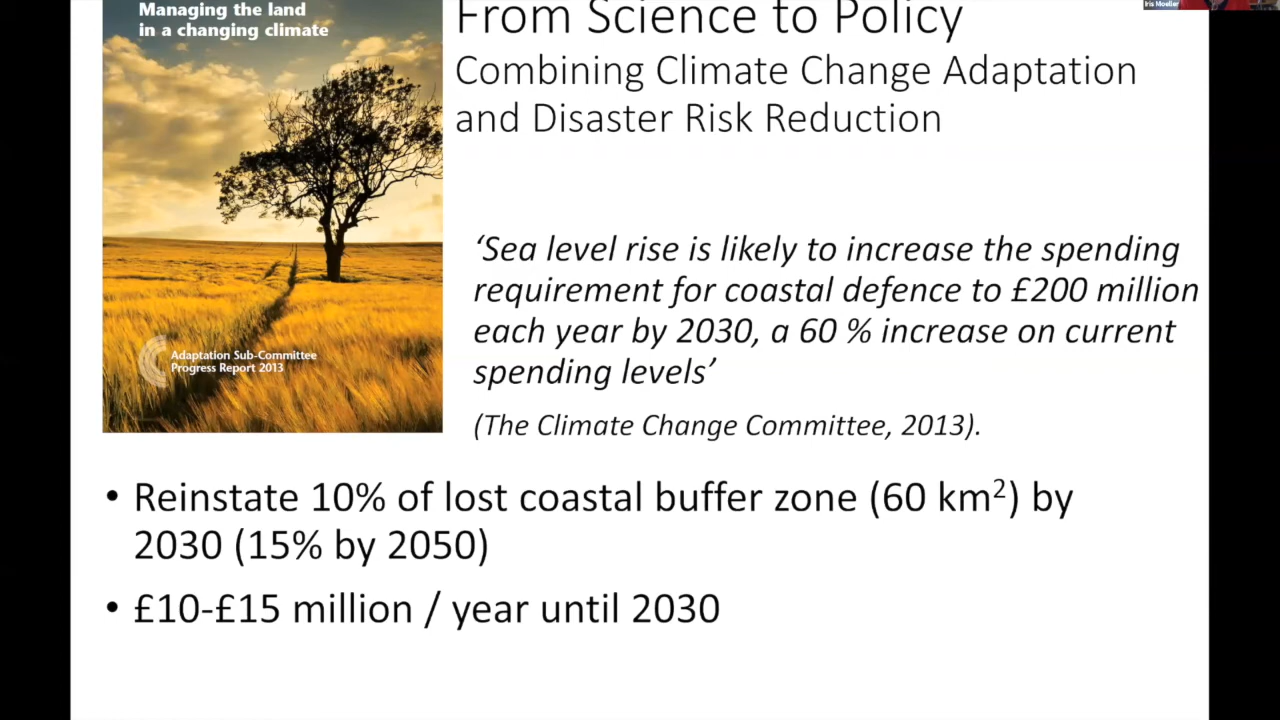 Managing the land
in a changing climate
Adaptation Sub-Committee
Progress Report 2013
From Science to Policy
Combining Climate Change Adaptation
and Disaster Risk Reduction
‘Sea level rise is likely to increase the spending
requirement for coastal defence to £200 million
each year by 2030, a 60 % increase on current
spending levels’
(The Climate Change Committee, 2013).
• Reinstate 10% of lost coastal buffer zone (60 km²) by
2030 (15% by 2050)
• £10-£15 million / year until 2030
Iris Moeller